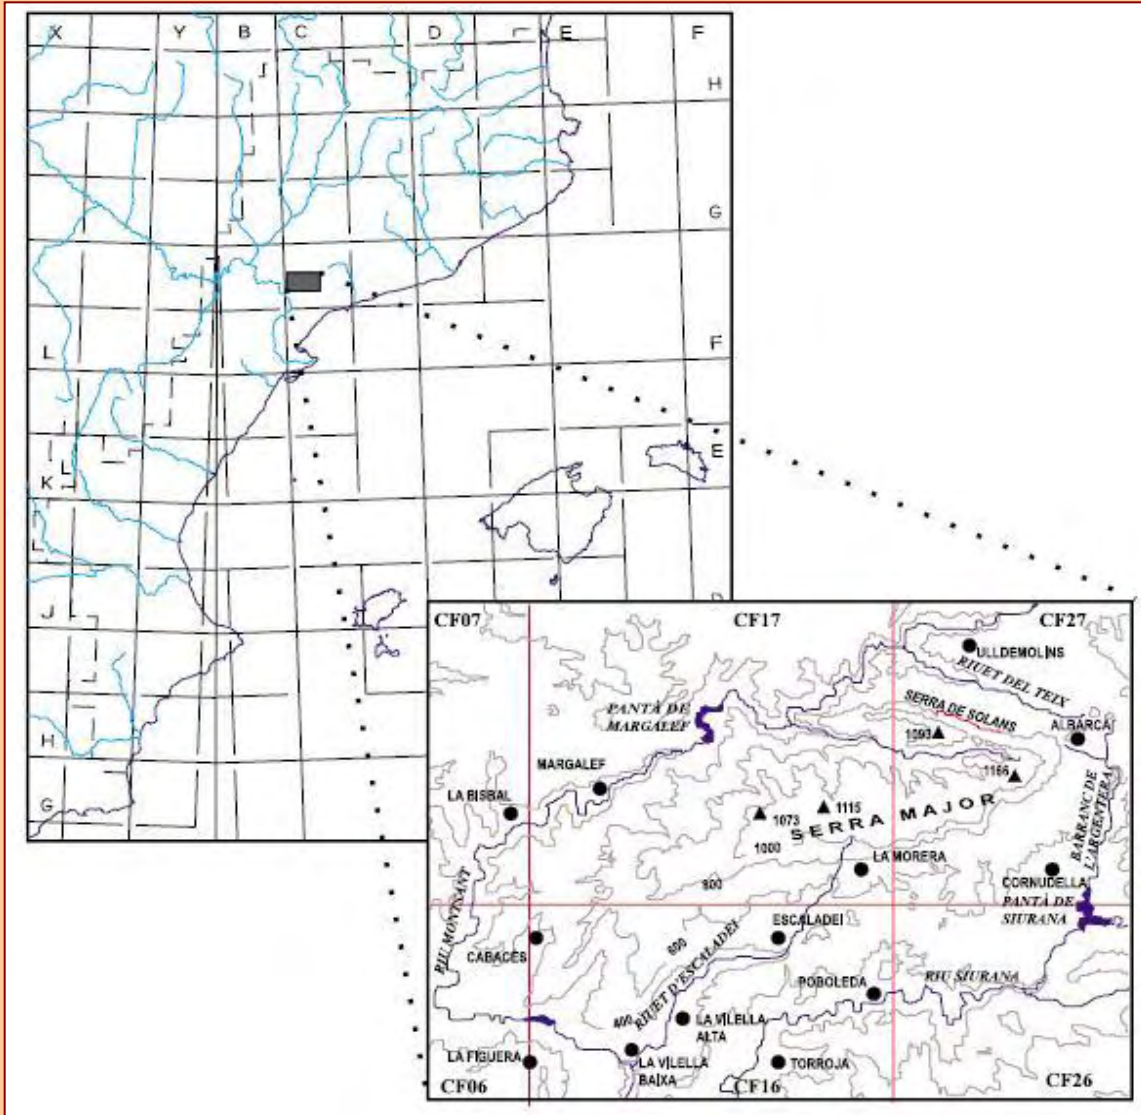 X Y B C D E F
H
G
F
L
E
K
D
J
H
G
CF07 CF17 CF27
ULLDEMOLINS
RIUET DEL TEIX
PANTÀ DE
MARGALEF
SERRA DE SOLANS
1093
ALBARCA
MARGALEF
1166
LA BISBAL
1115
1073
SERRA MAJOR
BARRANC DE
L'ARGENTERA
1000
LA MORERA
800
CORNUDELLA
PANTÀ DE
SIURANA
RIU MONTSANT
ESCALADEI
CABACÉS
600
RIUET D'ESCALADEI
RIU SIURANA
POBOLEDA
400
LA VILELLA
ALTA
LA FIGUERA
LA VILELLA
BAIXA
TORROJA
CF06 CF16 CF26